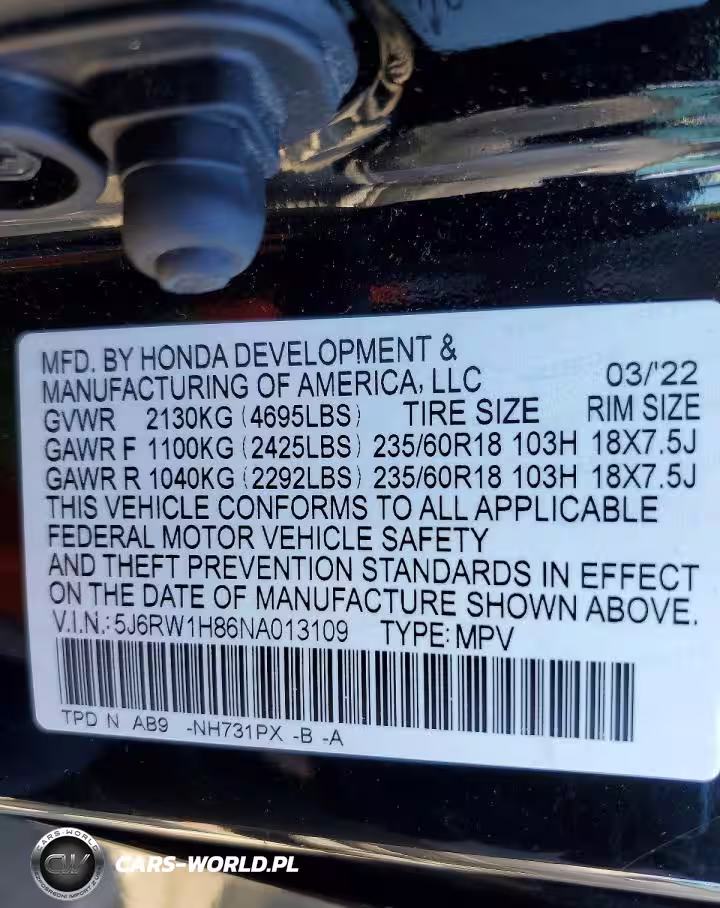 MFD. BY HONDA DEVELOPMENT &
MANUFACTURING OF AMERICA, LLC 03/'22
GVWR 2130KG (4695LBS) TIRE SIZE RIM SIZE
GAWR F 1100KG (2425LBS) 235/60R18 103H 18X7.5J
GAWR R 1040KG (2292LBS) 235/60R18 103H 18X7.5J
THIS VEHICLE CONFORMS TO ALL APPLICABLE
FEDERAL MOTOR VEHICLE SAFETY
AND THEFT PREVENTION STANDARDS IN EFFECT
ON THE DATE OF MANUFACTURE SHOWN ABOVE.
V.I.N.: 5J6RW1H86NA013109 TYPE: MPV
TPD N AB9 -NH731PX -B -A
CARS-WORLD
CW
CARS-WORLD.PL